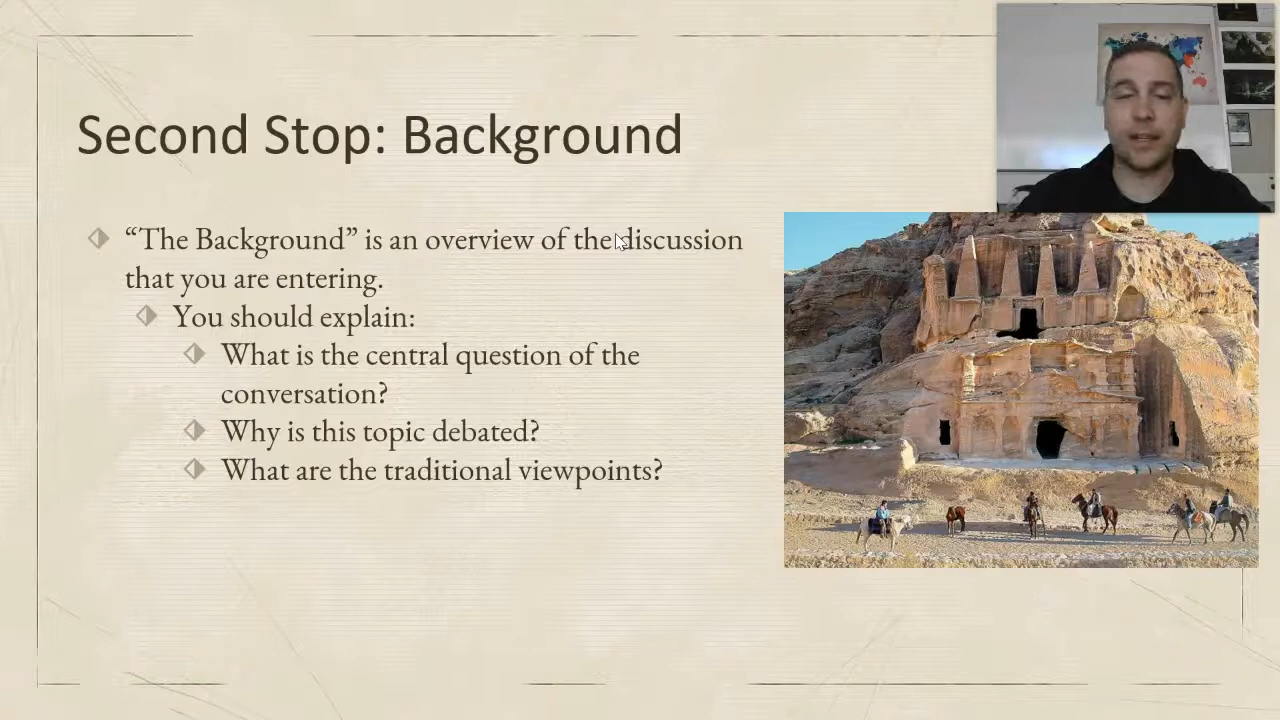 Second Stop: Background
“The Background” is an overview of the discussion
that you are entering.
You should explain:
What is the central question of the
conversation?
Why is this topic debated?
What are the traditional viewpoints?